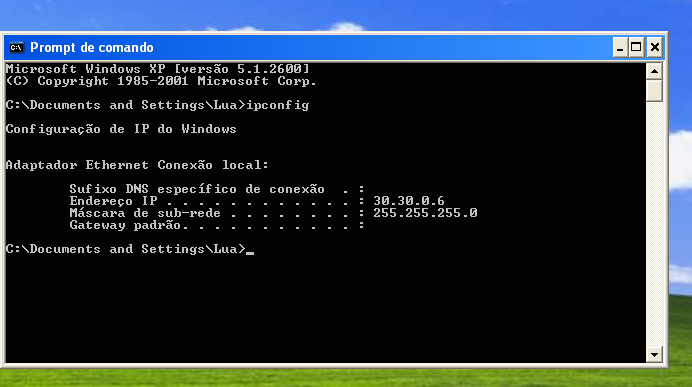 Prompt de comando
Microsoft Windows XP [versão 5.1.2600]
(C) Copyright 1985-2001 Microsoft Corp.
C:\Documents and Settings\Lua>ipconfig
Configuração de IP do Windows
Adaptador Ethernet Conexão local:
Sufixo DNS específico de conexão . :
Endereço IP . . . . . . . . . . . . : 30.30.0.6
Máscara de sub-rede . . . . . . . . : 255.255.255.0
Gateway padrão. . . . . . . . . . . :
C:\Documents and Settings\Lua>_